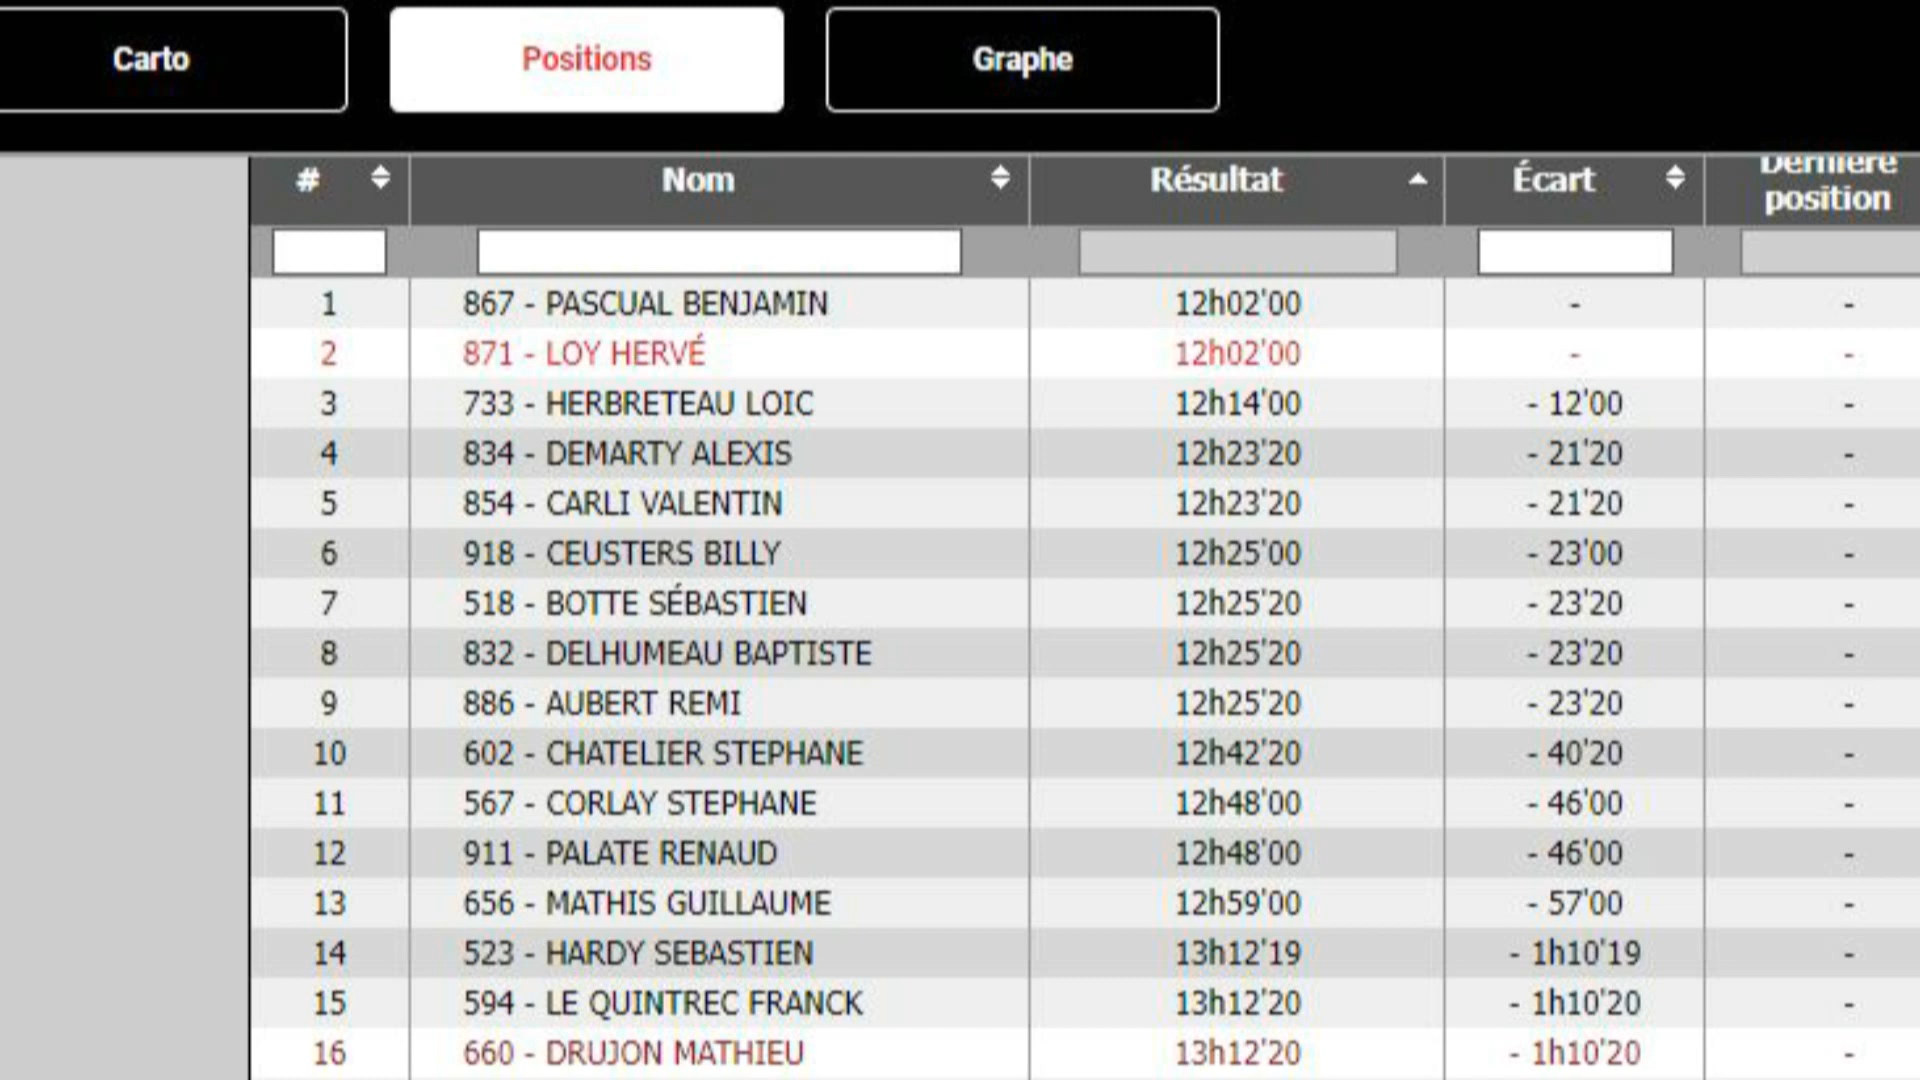 Carto Positions Graphe
# Nom Résultat Écart Dernière position
1 867 - PASCUAL BENJAMIN 12h02'00 - -
2 871 - LOY HERVÉ 12h02'00 - -
3 733 - HERBRETEAU LOIC 12h14'00 - 12'00 -
4 834 - DEMARTY ALEXIS 12h23'20 - 21'20 -
5 854 - CARLI VALENTIN 12h23'20 - 21'20 -
6 918 - CEUSTERS BILLY 12h25'00 - 23'00 -
7 518 - BOTTE SÉBASTIEN 12h25'20 - 23'20 -
8 832 - DELHUMEAU BAPTISTE 12h25'20 - 23'20 -
9 886 - AUBERT REMI 12h25'20 - 23'20 -
10 602 - CHATELIER STEPHANE 12h42'20 - 40'20 -
11 567 - CORLAY STEPHANE 12h48'00 - 46'00 -
12 911 - PALATE RENAUD 12h48'00 - 46'00 -
13 656 - MATHIS GUILLAUME 12h59'00 - 57'00 -
14 523 - HARDY SEBASTIEN 13h12'19 - 1h10'19 -
15 594 - LE QUINTREC FRANCK 13h12'20 - 1h10'20 -
16 660 - DRUJON MATHIEU 13h12'20 - 1h10'20 -